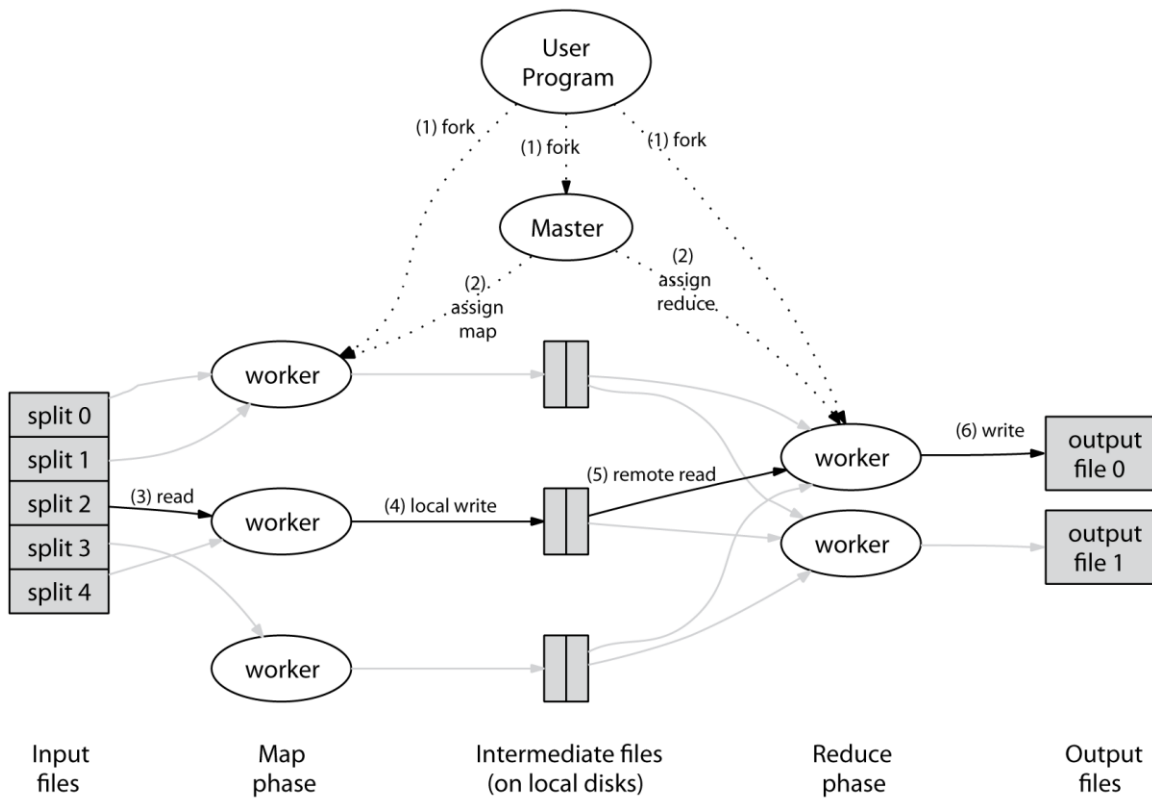 User
Program
(1) fork
(1) fork
(1) fork
Master
(2)
assign
map
(2)
assign
reduce
worker
split 0
split 1
split 2
split 3
split 4
(3) read
worker
(4) local write
(5) remote read
worker
(6) write
output
file 0
worker
output
file 1
worker
Input
files
Map
phase
Intermediate files
(on local disks)
Reduce
phase
Output
files